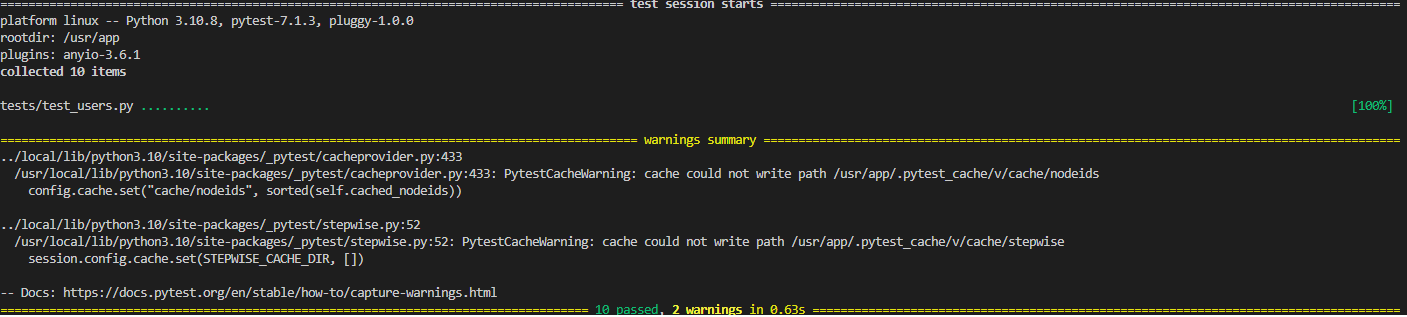 ============================= test session starts =============================
platform linux -- Python 3.10.8, pytest-7.1.3, pluggy-1.0.0
rootdir: /usr/app
plugins: anyio-3.6.1
collected 10 items
tests/test_users.py .......... [100%]
============================= warnings summary =============================
../local/lib/python3.10/site-packages/_pytest/cacheprovider.py:433
/usr/local/lib/python3.10/site-packages/_pytest/cacheprovider.py:433: PytestCacheWarning: cache could not write path /usr/app/.pytest_cache/v/cache/nodeids
config.cache.set("cache/nodeids", sorted(self.cached_nodeids))
../local/lib/python3.10/site-packages/_pytest/stepwise.py:52
/usr/local/lib/python3.10/site-packages/_pytest/stepwise.py:52: PytestCacheWarning: cache could not write path /usr/app/.pytest_cache/v/cache/stepwise
session.config.cache.set(STEPWISE_CACHE_DIR, [])
-- Docs: https://docs.pytest.org/en/stable/how-to/capture-warnings.html
============================= 10 passed, 2 warnings in 0.63s =============================